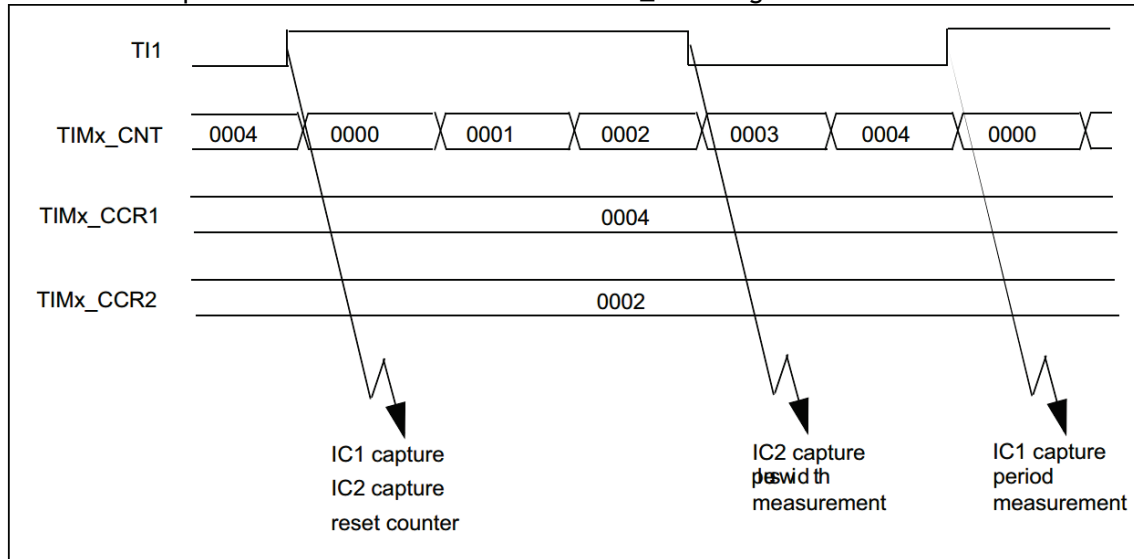 TI1
TIMx_CNT 0004 0000 0001 0002 0003 0004 0000
TIMx_CCR1 0004
TIMx_CCR2 0002
IC1 capture
IC2 capture
reset counter
IC2 capture
measurement
IC1 capture
period
measurement